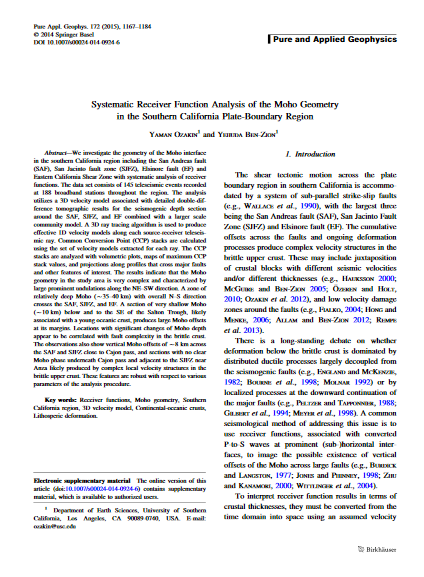 Pure Appl. Geophys. 172 (2015), 1167–1184
© 2014 Springer Basel
DOI 10.1007/s00024-014-0924-6
Pure and Applied Geophysics
Systematic Receiver Function Analysis of the Moho Geometry
in the Southern California Plate-Boundary Region
YAMAN OZAKIN1 and YEHUDA BEN-ZION1
Abstract—We investigate the geometry of the Moho interface
in the southern California region including the San Andreas fault
(SAF), San Jacinto fault zone (SJFZ), Elsinore fault (EF) and
Eastern California Shear Zone with systematic analysis of receiver
functions. The data set consists of 145 teleseismic events recorded
at 188 broadband stations throughout the region. The analysis
utilizes a 3D velocity model associated with detailed double-dif-
ference tomographic results for the seismogenic depth section
around the SAF, SJFZ, and EF combined with a larger scale
community model. A 3D ray tracing algorithm is used to produce
effective 1D velocity models along each source-receiver teleseis-
mic ray. Common Conversion Point (CCP) stacks are calculated
using the set of velocity models extracted for each ray. The CCP
stacks are analyzed with volumetric plots, maps of maximum CCP
stack values, and projections along profiles that cross major faults
and other features of interest. The results indicate that the Moho
geometry in the study area is very complex and characterized by
large prominent undulations along the NE-SW direction. A zone of
relatively deep Moho (~35–40 km) with overall N-S direction
crosses the SAF, SJFZ, and EF. A section of very shallow Moho
(~10 km) below and to the SE of the Salton Trough, likely
associated with a young oceanic crust, produces large Moho offsets
at its margins. Locations with significant changes of Moho depth
appear to be correlated with fault complexity in the brittle crust.
The observations also show vertical Moho offsets of ~8 km across
the SAF and SJFZ close to Cajon pass, and sections with no clear
Moho phase underneath Cajon pass and adjacent to the SJFZ near
Anza likely produced by complex local velocity structures in the
brittle upper crust. These features are robust with respect to various
parameters of the analysis procedure.
Key words: Receiver functions, Moho geometry, Southern
California region, 3D velocity model, Continental-oceanic crusts,
Lithospheric deformation.
Electronic supplementary material The online version of this
article (doi:10.1007/s00024-014-0924-6) contains supplementary
material, which is available to authorized users.
1 Department of Earth Sciences, University of Southern
California, Los Angeles, CA 90089-0740, USA. E-mail:
ozakin@usc.edu
1. Introduction
The shear tectonic motion across the plate
boundary region in southern California is accommo-
dated by a system of sub-parallel strike-slip faults
(e.g., WALLACE et al., 1990), with the largest three
being the San Andreas Fault (SAF), San Jacinto Fault
Zone (SJFZ) and Elsinore fault (EF). The cumulative
offsets across the faults and ongoing deformation
processes produce complex velocity structures in the
brittle upper crust. These may include juxtaposition
of crustal blocks with different seismic velocities
and/or different thicknesses (e.g., HAUKSSON 2000;
MCGUIRE and BEN-ZION 2005; ÖZEREN and HOLT,
2010; OZAKIN et al. 2012), and low velocity damage
zones around the faults (e.g., FIALKO, 2004; HONG and
MENKE, 2006; ALLAM and BEN-ZION 2012; REMPE
et al. 2013).
There is a long-standing debate on whether
deformation below the brittle crust is dominated by
distributed ductile processes largely decoupled from
the seismogenic faults (e.g., ENGLAND and MCKENZIE,
1982; BOURNE et al., 1998; MOLNAR 1992) or by
localized processes at the downward continuation of
the major faults (e.g., PELTZER and TAPPONNIER, 1988;
GILBERT et al., 1994; MEYER et al., 1998). A common
seismological method of addressing this issue is to
use receiver functions, associated with converted
P-to-S waves at prominent (sub-)horizontal inter-
faces, to image the possible existence of vertical
offsets of the Moho across large faults (e.g., BURDICK
and LANGSTON, 1977; JONES and PHINNEY, 1998; ZHU
and KANAMORI, 2000; WITTLINGER et al., 2004).
To interpret receiver function results in terms of
crustal thicknesses, they must be converted from the
time domain into space using an assumed velocity
Birkhäuser